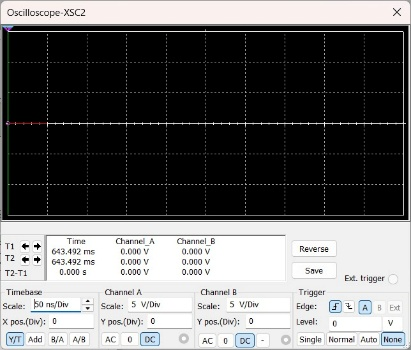 Oscilloscope-XSC2
Time Channel_A Channel_B
T1 643.492 ms 0.000 V 0.000 V
T2 643.492 ms 0.000 V 0.000 V
T2-T1 0.000 s 0.000 V 0.000 V
Reverse
Save
Ext. trigger
Timebase Channel A Channel B Trigger
Scale: 50 ns/Div Scale: 5 V/Div Scale: 5 V/Div Edge: A B Ext
X pos.(Div): 0 Y pos.(Div): 0 Y pos.(Div): 0 Level: 0 V
Y/T Add B/A A/B AC 0 DC AC 0 DC - Single Normal Auto None